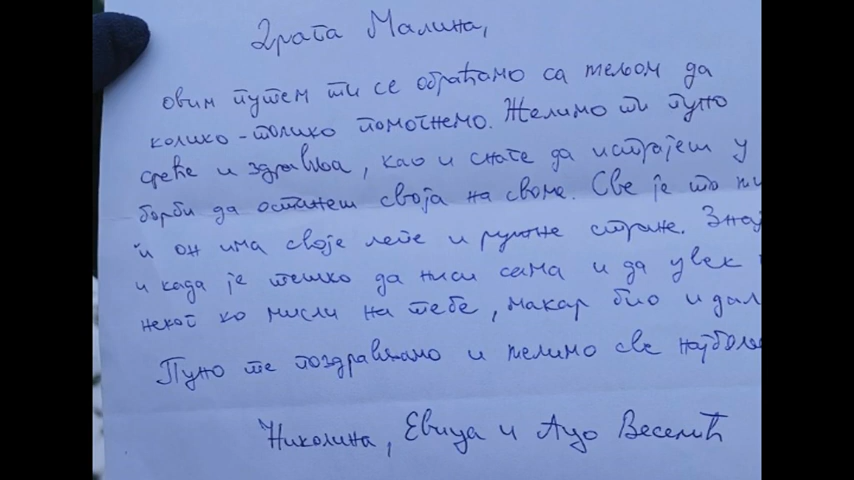 Драга Малина,
овим путем ти се обраћамо са жељом да
колико-толико помогнемо. Желимо ти пуно
среће и здравља, као и снаге да истрајеш у
борби да останеш своја на своме. Све је то
и он има своје лепе и ружне стране.
и када је тешко да ниси сама и да увек
неког ко мисли на тебе, макар био и
Пуно те поздрављамо и желимо све
Николина, Евица и Ацо Веселић